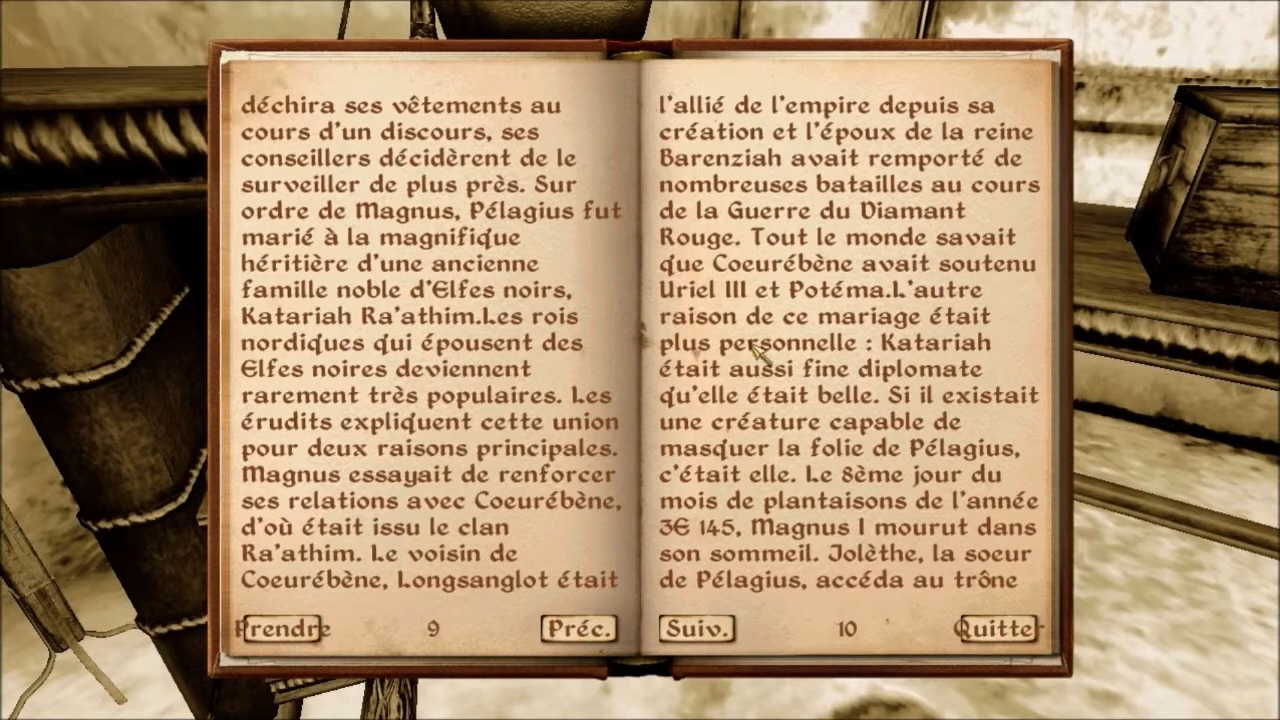 déchira ses vêtements au
cours d'un discours, ses
conseillers décidèrent de le
surveiller de plus près. Sur
ordre de Magnus, Pélagius fut
marié à la magnifique
héritière d'une ancienne
famille noble d'Elfes noirs,
Katariah Ra'athim.Les rois
nordiques qui épousent des
Elfes noires deviennent
rarement très populaires. Les
érudits expliquent cette union
pour deux raisons principales.
Magnus essayait de renforcer
ses relations avec Coeurébène,
d'où était issu le clan
Ra'athim. Le voisin de
Coeurébène, Longsanglot était
Prendre 9 Préc.
l'allié de l'empire depuis sa
création et l'époux de la reine
Barenziah avait remporté de
nombreuses batailles au cours
de la Guerre du Diamant
Rouge. Tout le monde savait
que Coeurébène avait soutenu
Uriel III et Potéma.L'autre
raison de ce mariage était
plus personnelle : Katariah
était aussi fine diplomate
qu'elle était belle. Si il existait
une créature capable de
masquer la folie de Pélagius,
c'était elle. Le 8ème jour du
mois de plantaisons de l'année
3E 145, Magnus I mourut dans
son sommeil. Jolèthe, la soeur
de Pélagius, accéda au trône
Suiv. 10 Quitter